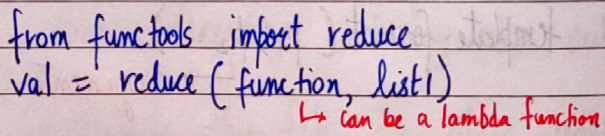 from functools import reduce
val = reduce (function, list1)
↳ can be a lambda function